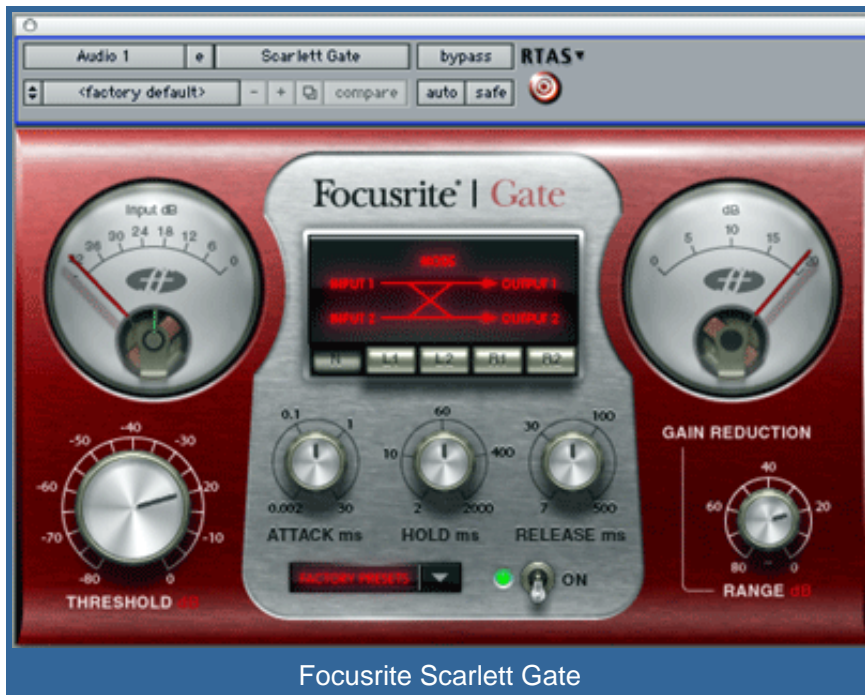 Audio 1 e Scarlett Gate bypass RTAS
<factory default> - + compare auto safe
Focusrite® | Gate
Input dB
36 30 24 18 12 6 0
dB
0 5 10 15 20
MODE
INPUT 1 OUTPUT 1
INPUT 2 OUTPUT 2
N L1 L2 R1 R2
-80 -70 -60 -50 -40 -30 20 -10 0
THRESHOLD dB
0.002 0.1 1 30
ATTACK ms
2 10 60 400 2000
HOLD ms
7 30 100 500
RELEASE ms
GAIN REDUCTION
80 60 40 20 0
RANGE dB
FACTORY PRESETS
ON
Focusrite Scarlett Gate